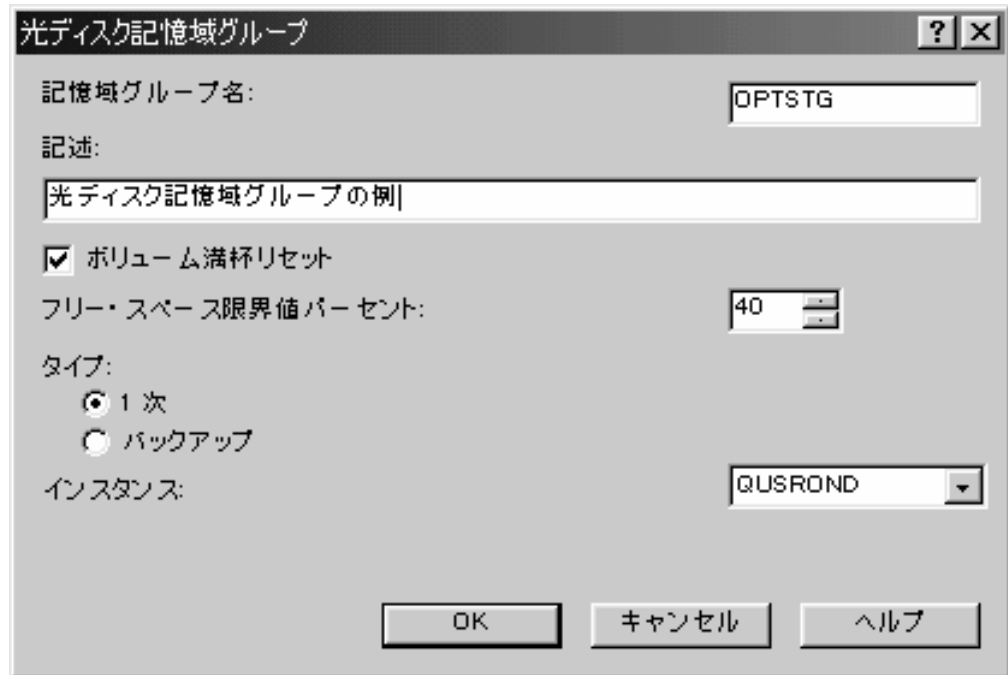 光ディスク記憶域グループ
記憶域グループ名: OPTSTG
記述:
光ディスク記憶域グループの例
ボリューム満杯リセット
フリー・スペース限界値パーセント: 40
タイプ:
1 次
バックアップ
インスタンス: QUSROND
OK キャンセル ヘルプ